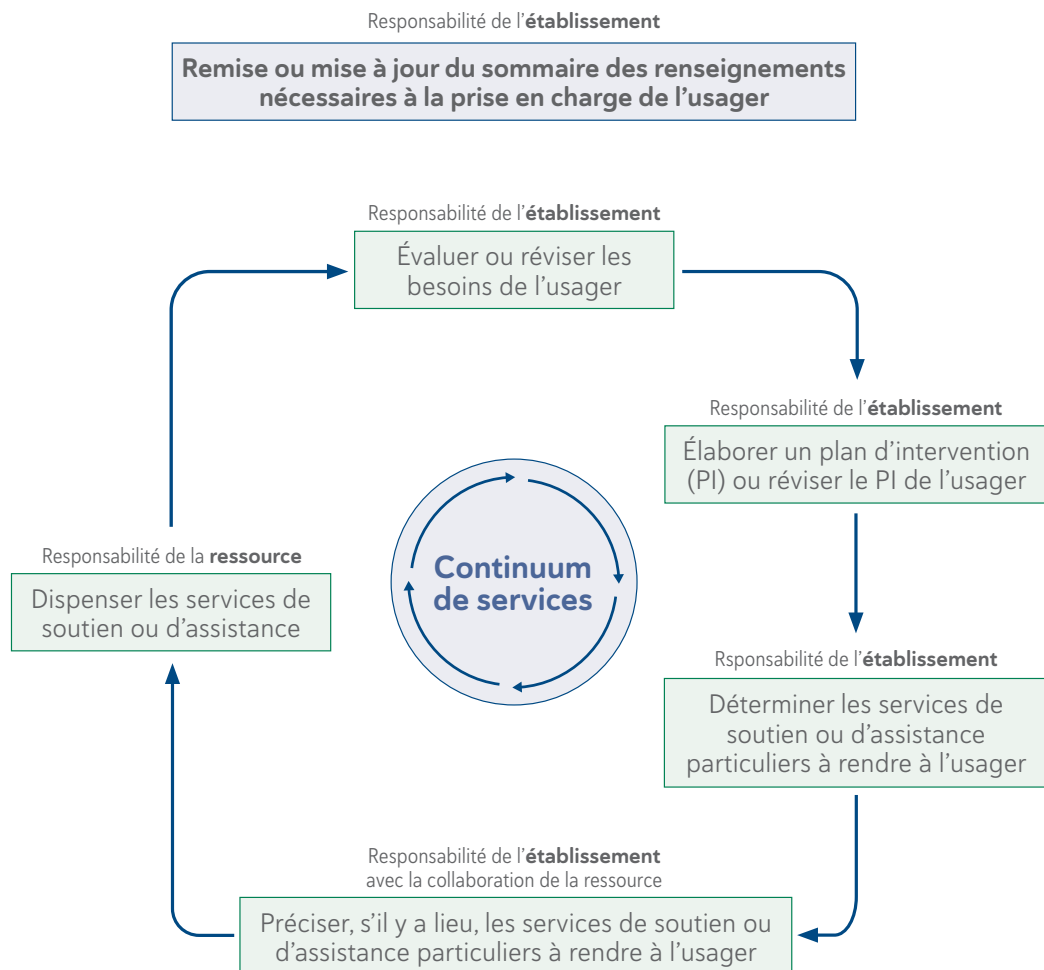 Responsabilité de l'établissement
Remise ou mise à jour du sommaire des renseignements
nécessaires à la prise en charge de l'usager
Responsabilité de l'établissement
Évaluer ou réviser les
besoins de l'usager
Responsabilité de l'établissement
Élaborer un plan d'intervention
(PI) ou réviser le PI de l'usager
Rsponsabilité de l'établissement
Déterminer les services de
soutien ou d'assistance
particuliers à rendre à l'usager
Responsabilité de l'établissement
avec la collaboration de la ressource
Préciser, s'il y a lieu, les services de soutien ou
d'assistance particuliers à rendre à l'usager
Responsabilité de la ressource
Dispenser les services de
soutien ou d'assistance
Continuum
de services